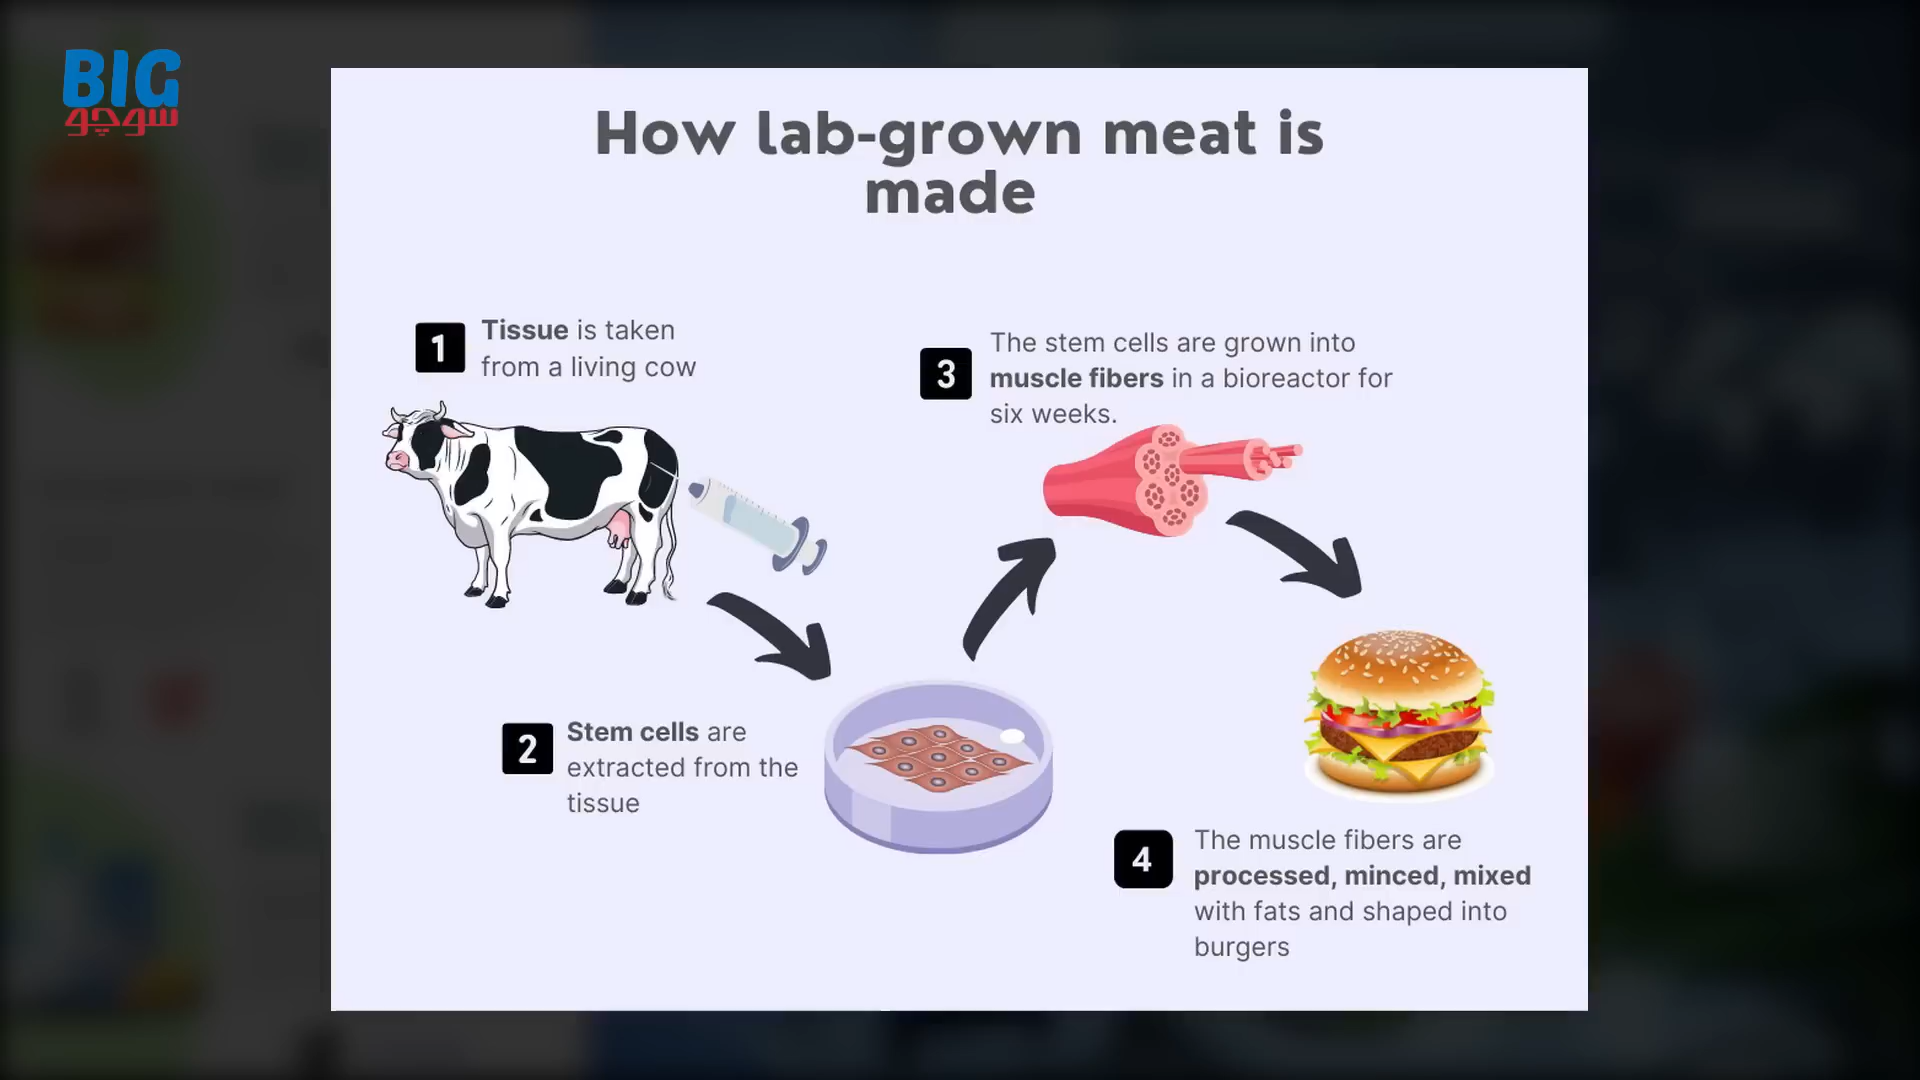 BIG
سوچو
How lab-grown meat is
made
1
Tissue is taken
from a living cow
2
Stem cells are
extracted from the
tissue
3
The stem cells are grown into
muscle fibers in a bioreactor for
six weeks.
4
The muscle fibers are
processed, minced, mixed
with fats and shaped into
burgers